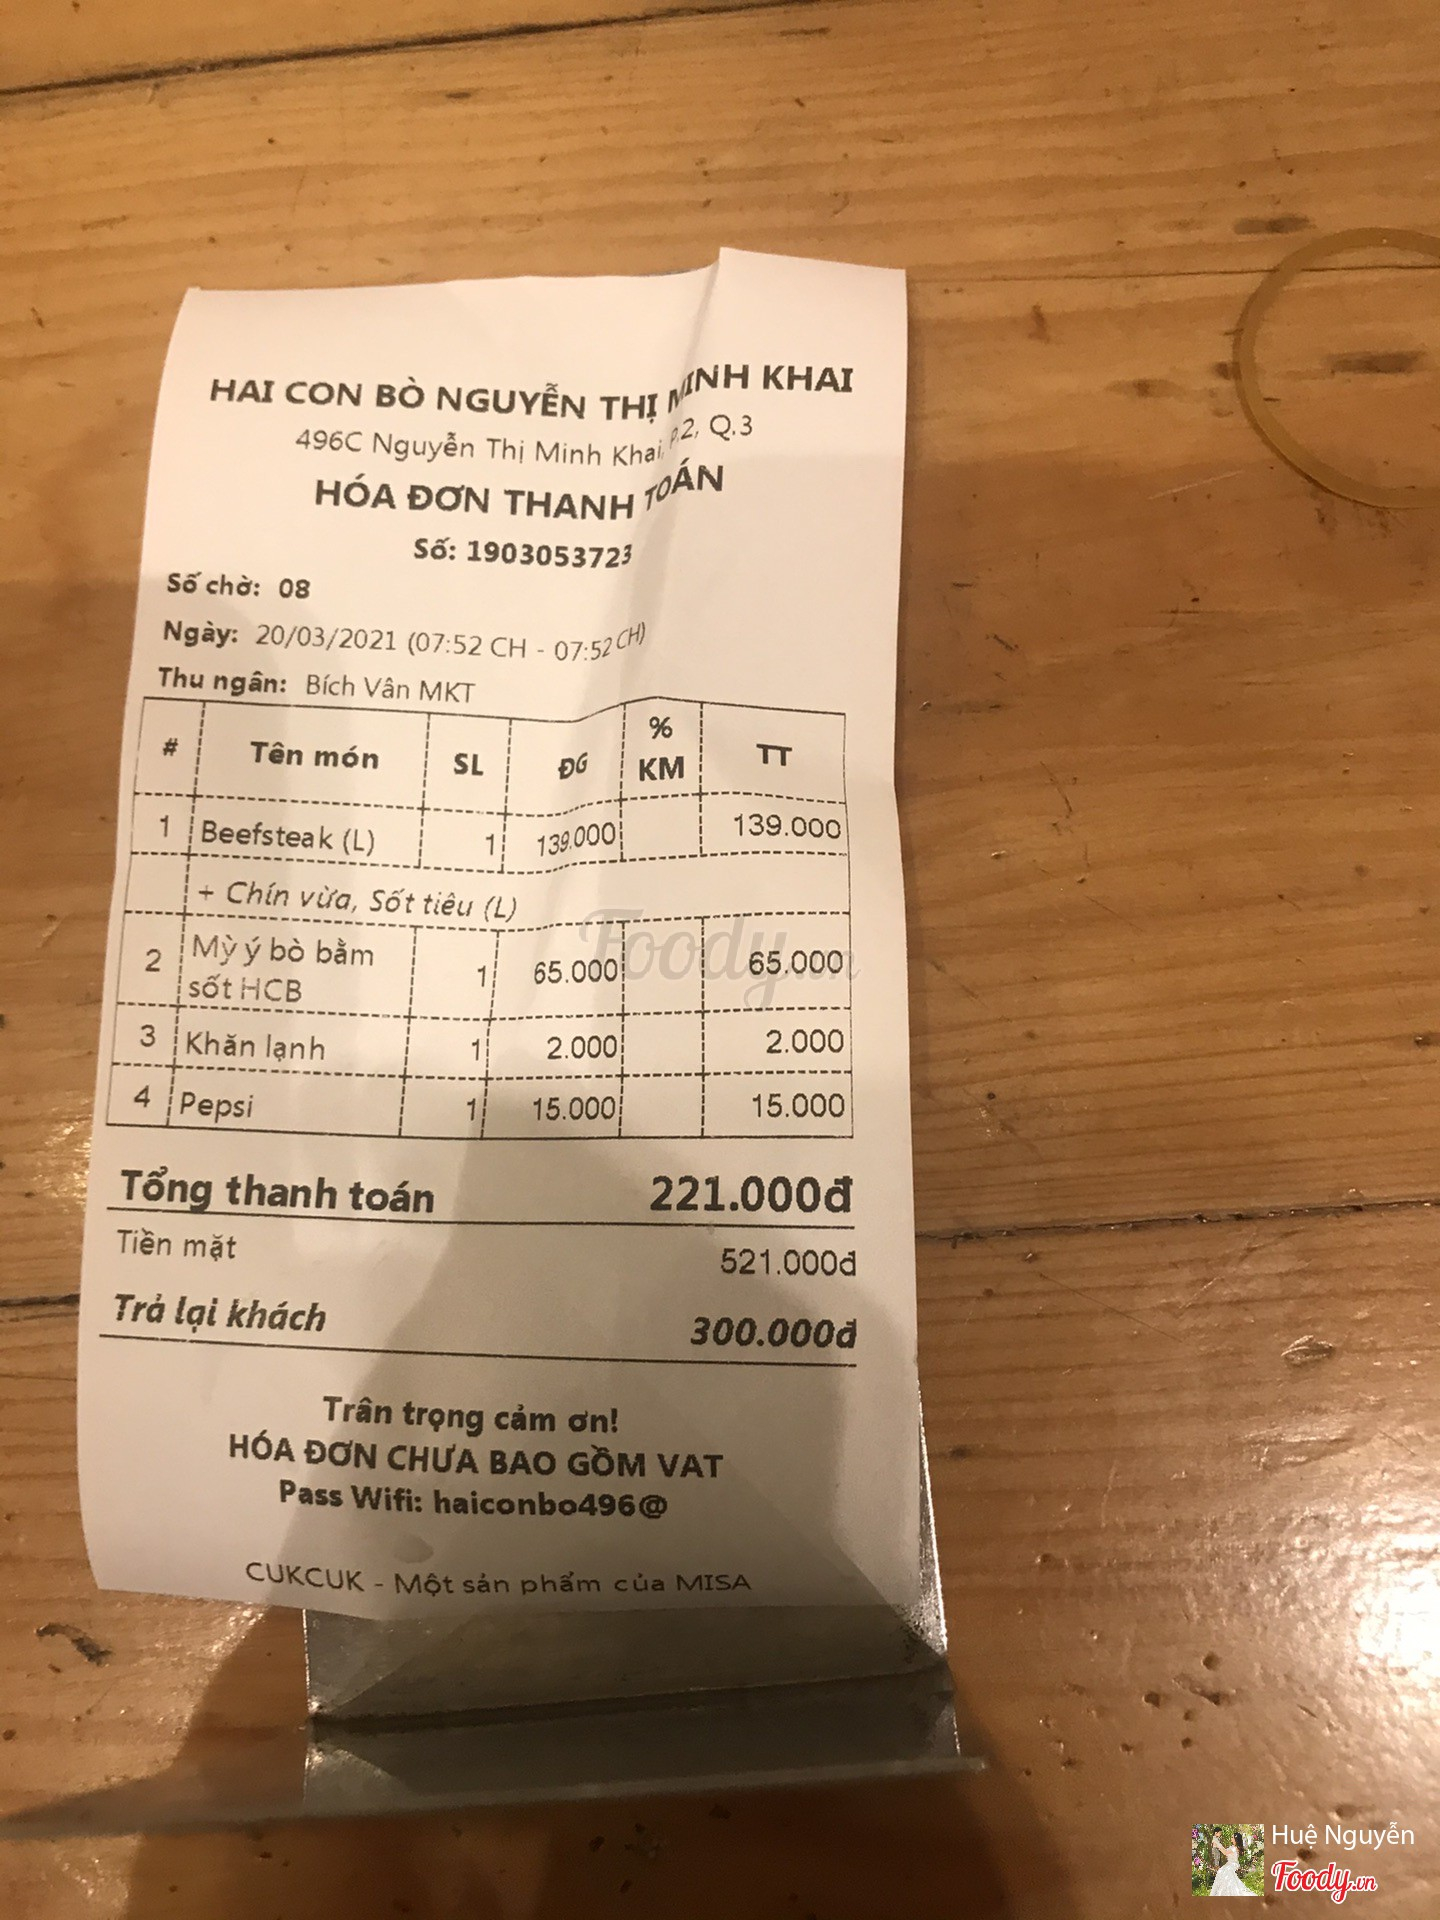 HAI CON BÒ NGUYỄN THỊ MINH KHAI
496C Nguyễn Thị Minh Khai, P.2, Q.3
HÓA ĐƠN THANH TOÁN
Số: 1903053723
Số chờ: 08
Ngày: 20/03/2021 (07:52 CH - 07:52 CH)
Thu ngân: Bích Vân MKT
# Tên món SL ĐG % KM TT
1 Beefsteak (L) 1 139.000 139.000
+ Chín vừa, Sốt tiêu (L)
2 Mỳ ý bò bằm sốt HCB 1 65.000 65.000
3 Khăn lạnh 1 2.000 2.000
4 Pepsi 1 15.000 15.000
Tổng thanh toán 221.000đ
Tiền mặt 521.000đ
Trả lại khách 300.000đ
Trân trọng cảm ơn!
HÓA ĐƠN CHƯA BAO GỒM VAT
Pass Wifi: haiconbo496@
CUKCUK - Một sản phẩm của MISA
Foody.vn
Huệ Nguyễn
Foody.vn